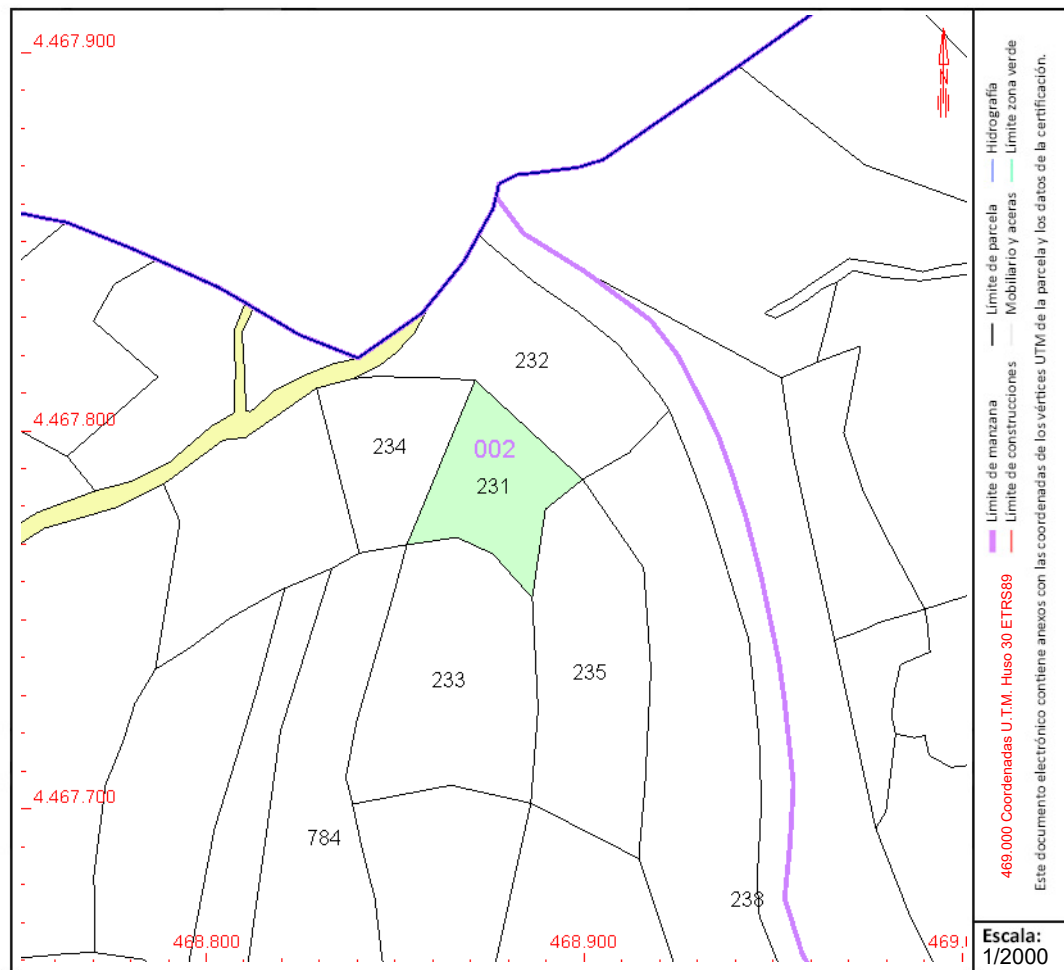 4.467.900
N
232
4.467.800
234
002
231
233
235
4.467.700
784
238
468.800
468.900
Límite de manzana
Límite de parcela
Hidrografía
Límite de construcciones
Mobiliario y aceras
Límite zona verde
469.000 Coordenadas U.T.M. Huso 30 ETRS89
Este documento electrónico contiene anexos con las coordenadas de los vértices UTM de la parcela y los datos de la certificación.
Escala:
1/2000